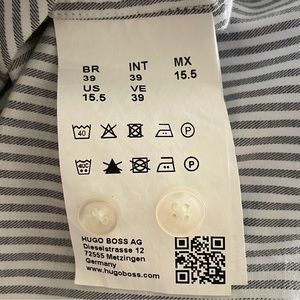 BR INT MX
39 39 15.5
US VE
15.5 39
40
HUGO BOSS AG
Dieselstrasse 12
72555 Metzingen
Germany
www.hugoboss.com